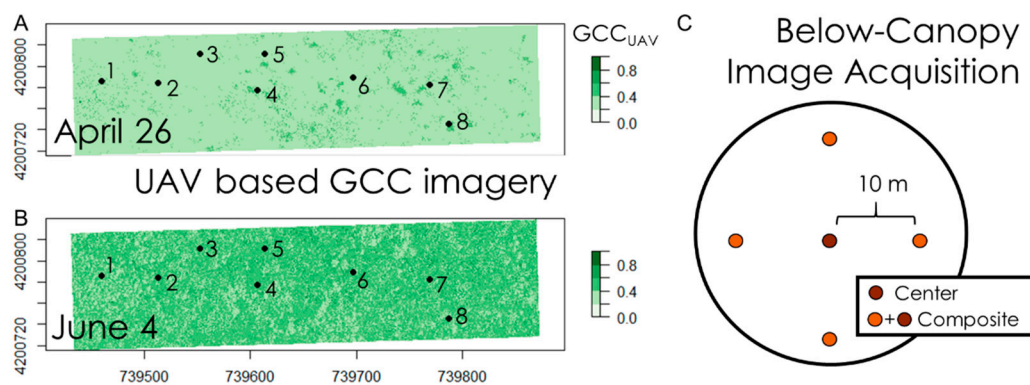 A
4200800
4200720
1
2
3
4
5
6
7
8
April 26
GCC_UAV
0.8
0.4
0.0
UAV based GCC imagery
B
4200800
4200720
1
2
3
4
5
6
7
8
June 4
0.8
0.4
0.0
739500 739600 739700 739800
C
Below-Canopy
Image Acquisition
10 m
Center
+ Composite